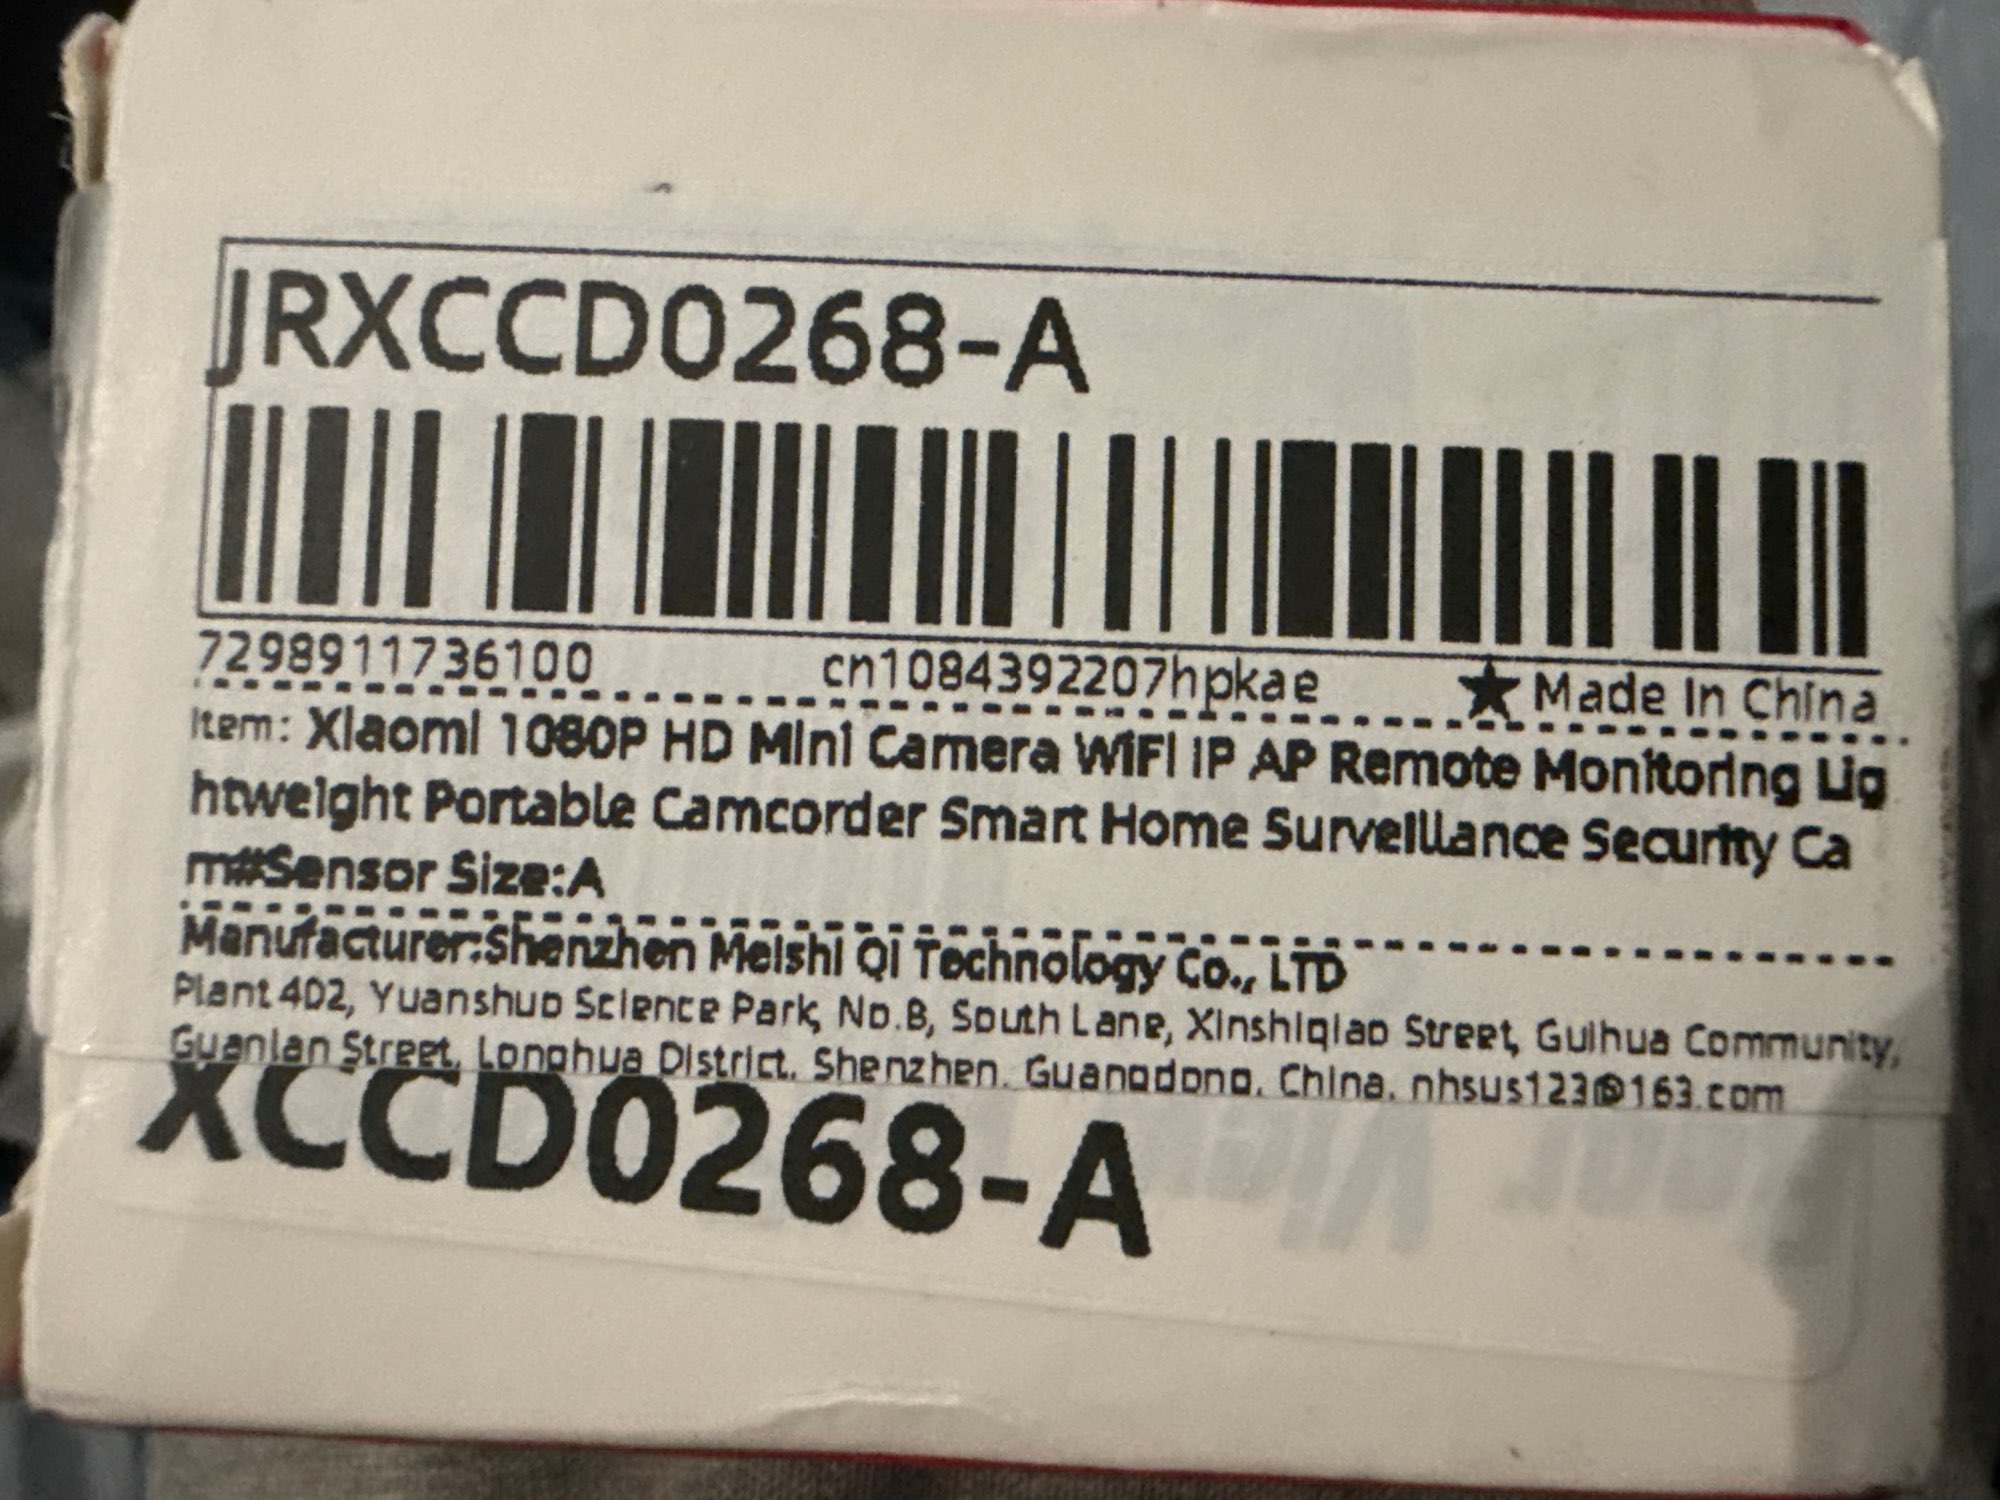 JRXCCD0268-A
7298911736100 cn1084392207hpkae ★Made In China
Item: Xiaomi 1080P HD Mini Camera WiFi IP AP Remote Monitoring Lig
htweight Portable Camcorder Smart Home Surveillance Security Ca
m#Sensor Size:A
Manufacturer:Shenzhen Meishi Qi Technology Co., LTD
Plant 402, Yuanshuo Science Park, No.8, South Lane, Xinshiqiao Street, Guihua Community,
Guanlan Street, Longhua District, Shenzhen, Guangdong, China, nhsus123@163.com
XCCD0268-A